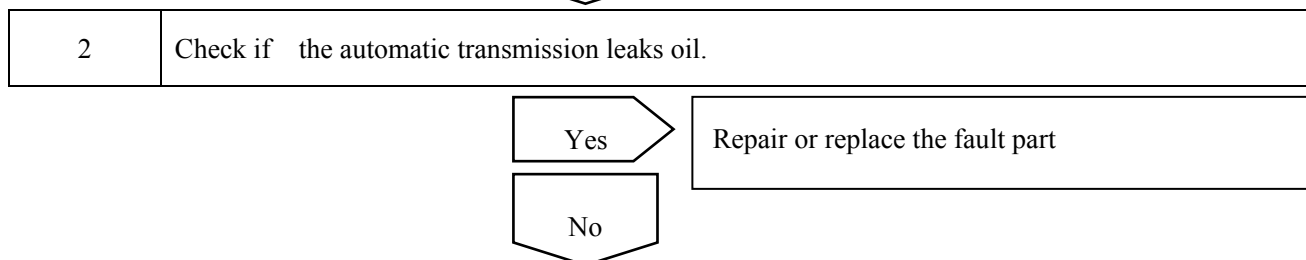 2
Check if the automatic transmission leaks oil.
Yes
Repair or replace the fault part
No